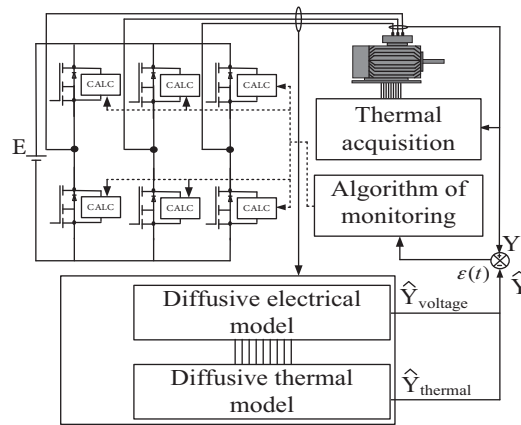 CALC
CALC
CALC
Thermal
acquisition
E
Algorithm of
monitoring
CALC
CALC
CALC
Y
ε(t)
Ŷ
Diffusive electrical
model
Ŷvoltage
Diffusive thermal
model
Ŷthermal